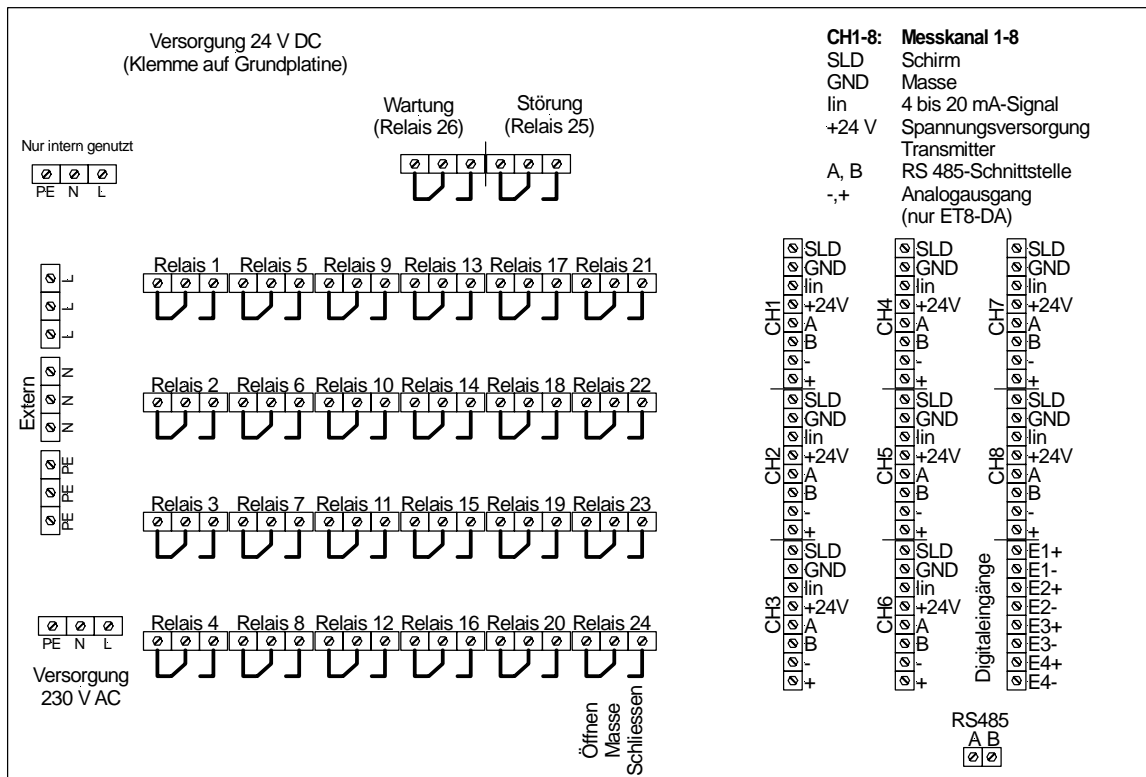 Versorgung 24 V DC
(Klemme auf Grundplatine)
Wartung
(Relais 26)
Störung
(Relais 25)
Nur intern genutzt
PE N L
CH1-8: Messkanal 1-8
SLD Schirm
GND Masse
Iin 4 bis 20 mA-Signal
+24 V Spannungsversorgung
Transmitter
A, B RS 485-Schnittstelle
-,+ Analogausgang
(nur ET8-DA)
Extern
L
L
L
N
N
N
PE
PE
PE
Relais 1 Relais 5 Relais 9 Relais 13 Relais 17 Relais 21
Relais 2 Relais 6 Relais 10 Relais 14 Relais 18 Relais 22
Relais 3 Relais 7 Relais 11 Relais 15 Relais 19 Relais 23
Relais 4 Relais 8 Relais 12 Relais 16 Relais 20 Relais 24
Öffnen
Masse
Schliessen
PE N L
Versorgung
230 V AC
CH1
SLD
GND
Iin
+24V
A
B
-
+
CH2
SLD
GND
Iin
+24V
A
B
-
+
CH3
SLD
GND
Iin
+24V
A
B
-
+
CH4
SLD
GND
Iin
+24V
A
B
-
+
CH5
SLD
GND
Iin
+24V
A
B
-
+
CH6
SLD
GND
Iin
+24V
A
B
-
+
CH7
SLD
GND
Iin
+24V
A
B
-
+
CH8
SLD
GND
Iin
+24V
A
B
-
+
Digitaleingänge
E1+
E1-
E2+
E2-
E3+
E3-
E4+
E4-
RS485
A B